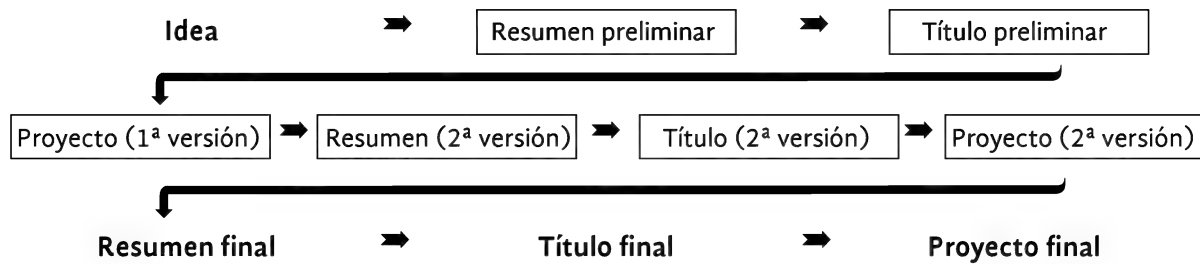 Idea Resumen preliminar Título preliminar
Proyecto (1ª versión) Resumen (2ª versión) Título (2ª versión) Proyecto (2ª versión)
Resumen final Título final Proyecto final